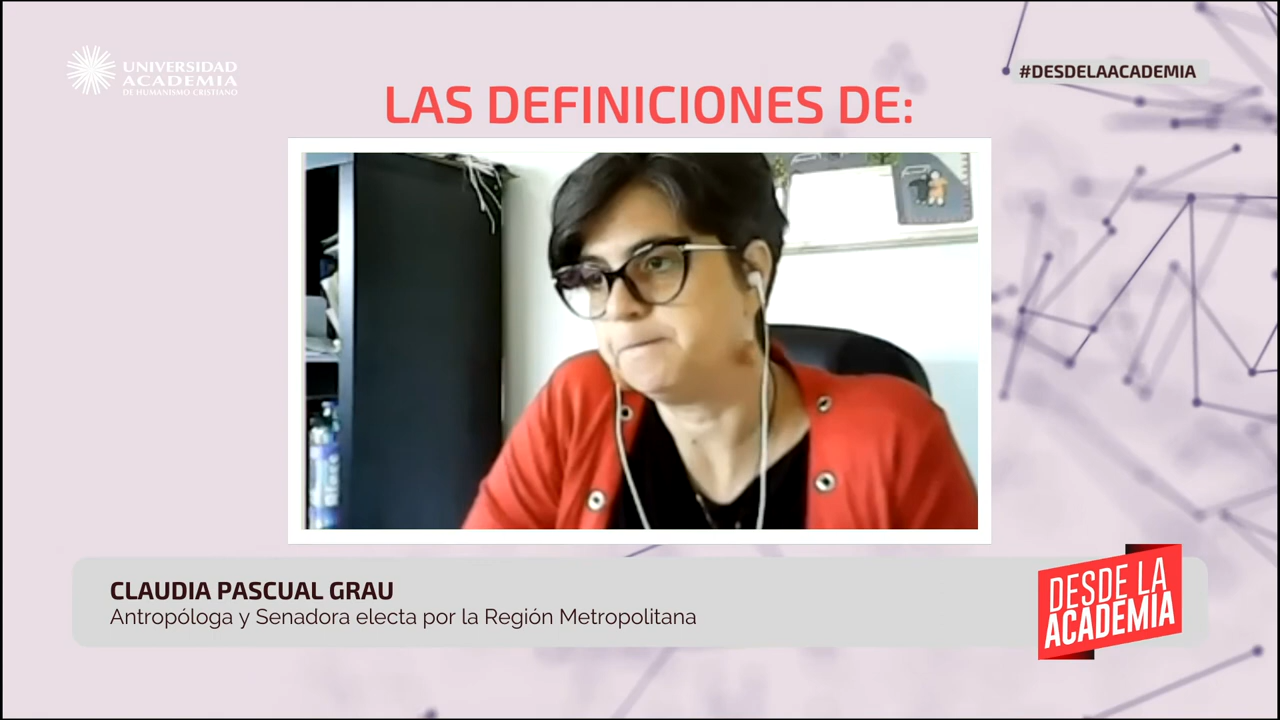 UNIVERSIDAD
ACADEMIA
DE HUMANISMO CRISTIANO
#DESDELAACADEMIA
LAS DEFINICIONES DE:
CLAUDIA PASCUAL GRAU
Antropóloga y Senadora electa por la Región Metropolitana
DESDE LA
ACADEMIA